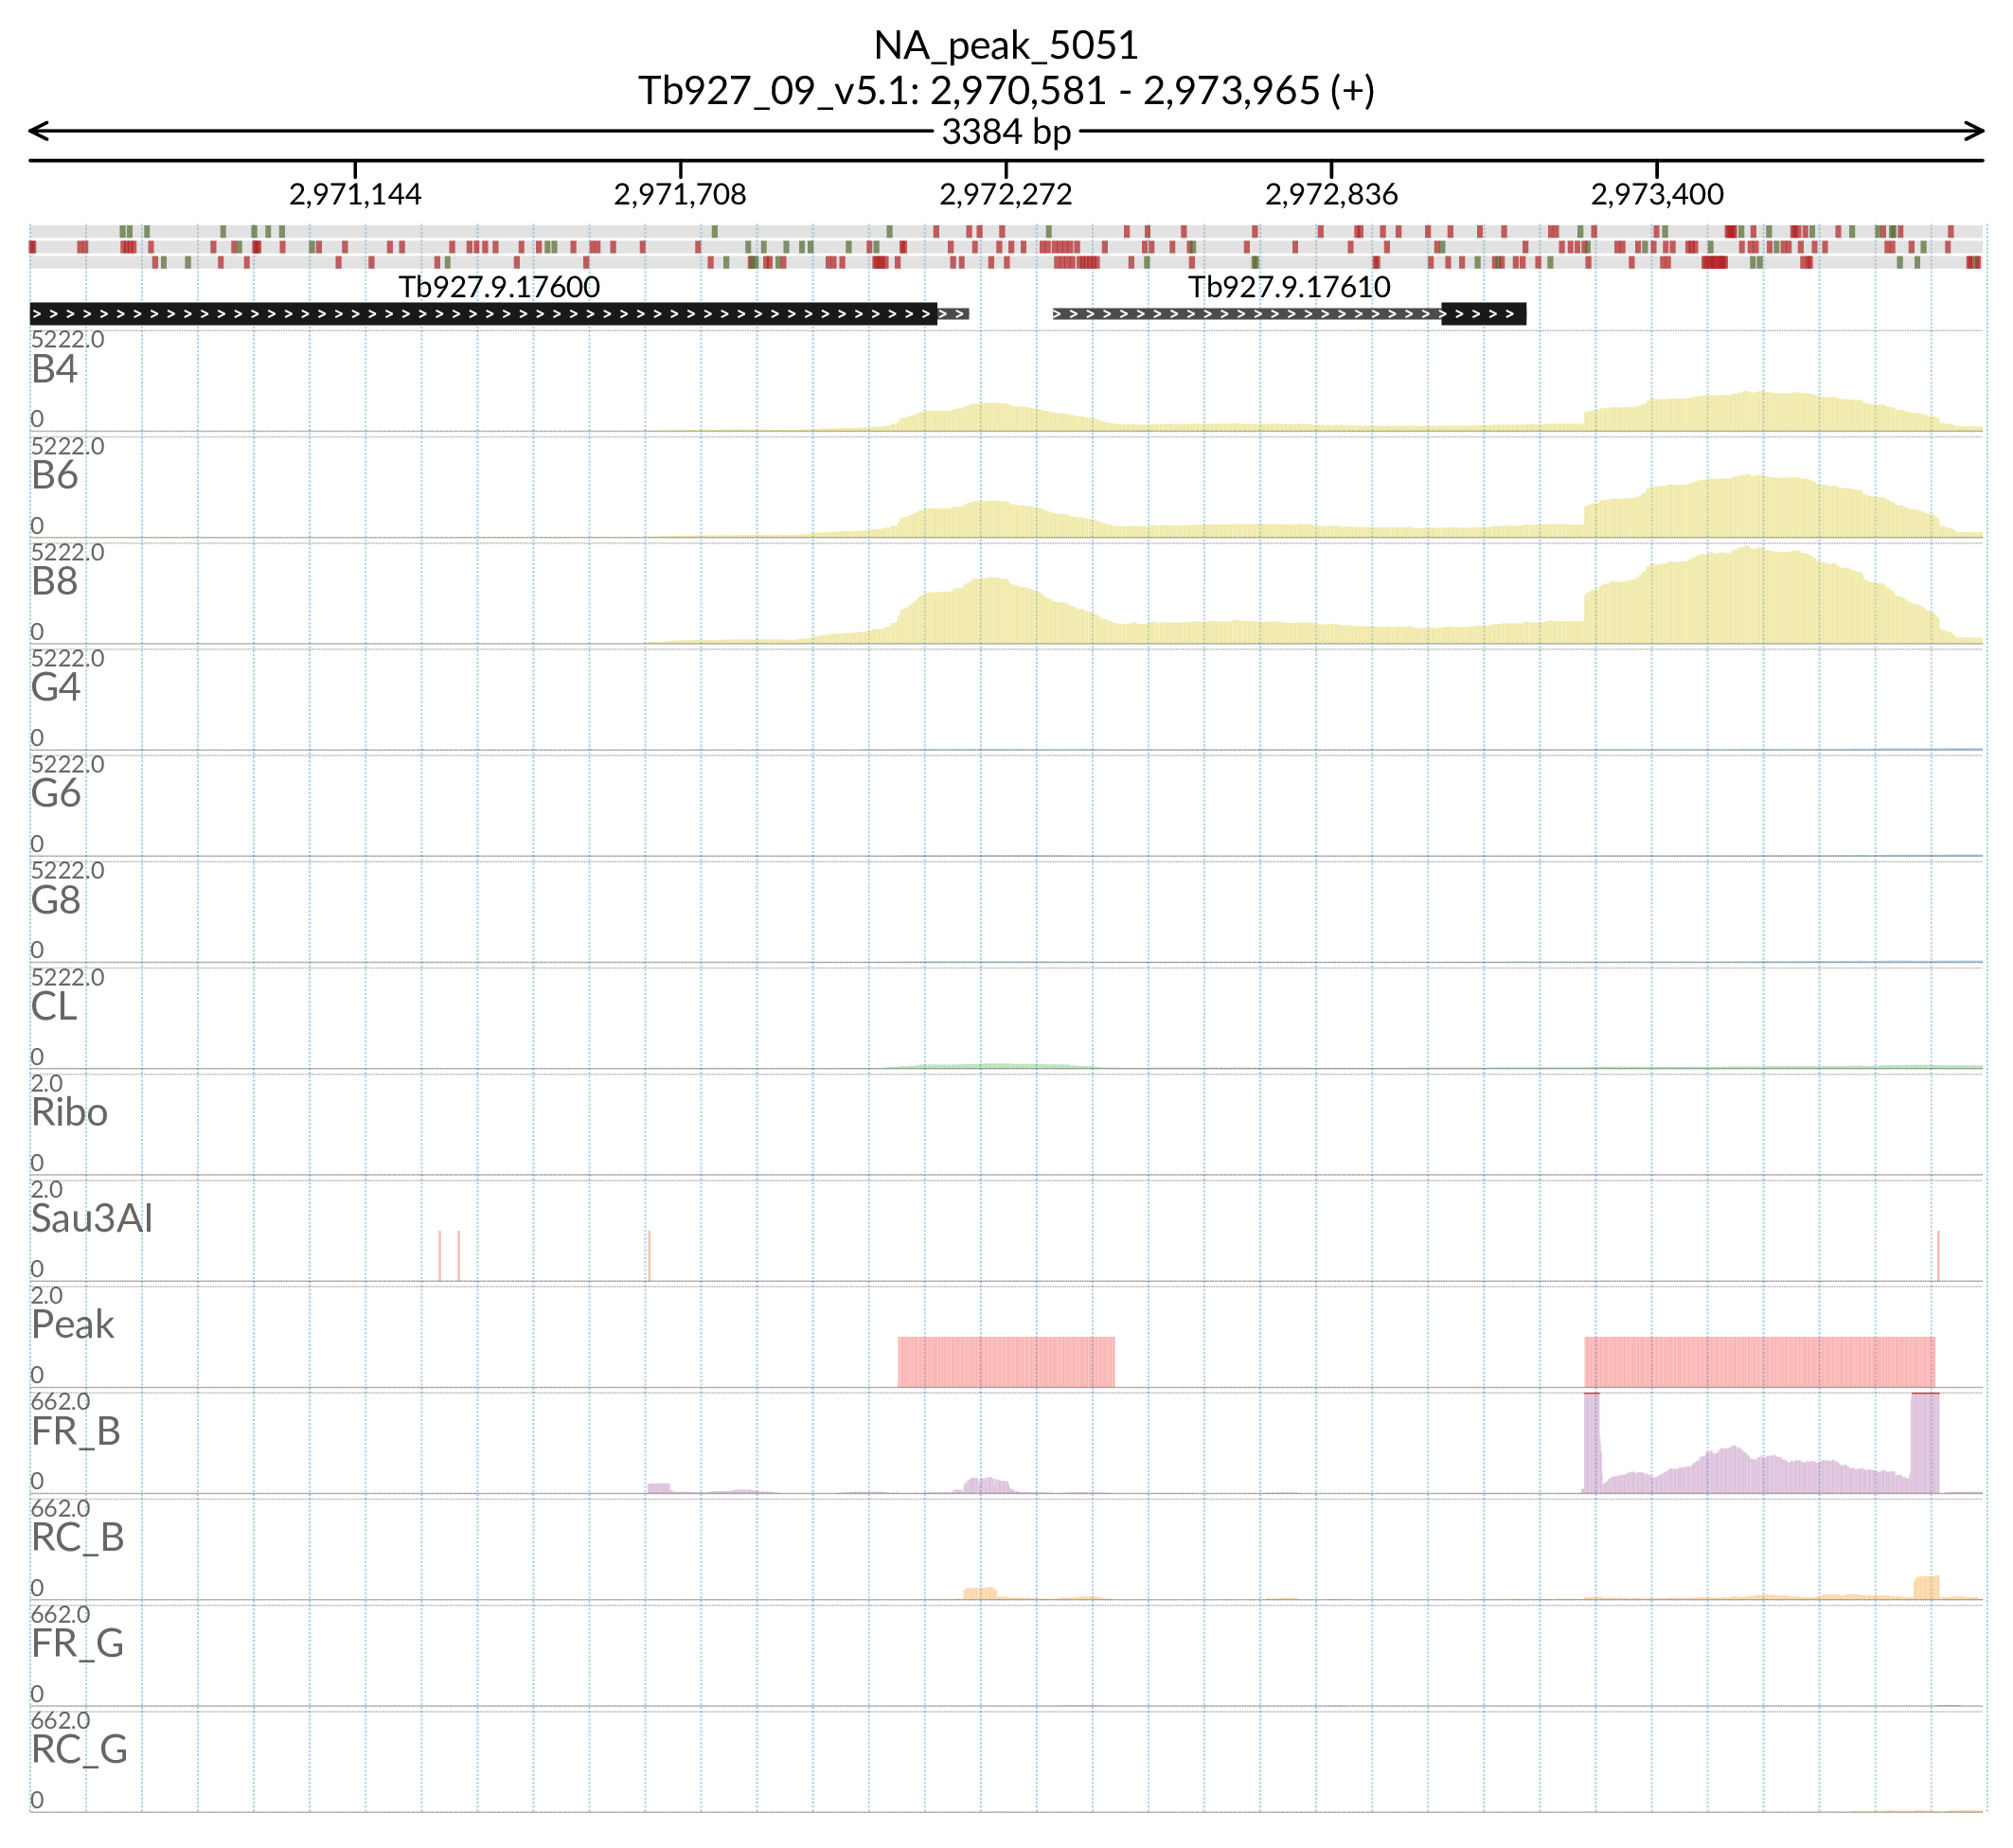 NA_peak_5051
Tb927_09_v5.1: 2,970,581 - 2,973,965 (+)
3384 bp
2,971,144 2,971,708 2,972,272 2,972,836 2,973,400
Tb927.9.17600 Tb927.9.17610
5222.0
B4
0
5222.0
B6
0
5222.0
B8
0
5222.0
G4
0
5222.0
G6
0
5222.0
G8
0
5222.0
CL
0
2.0
Ribo
0
2.0
Sau3AI
0
2.0
Peak
0
662.0
FR_B
0
662.0
RC_B
0
662.0
FR_G
0
662.0
RC_G
0